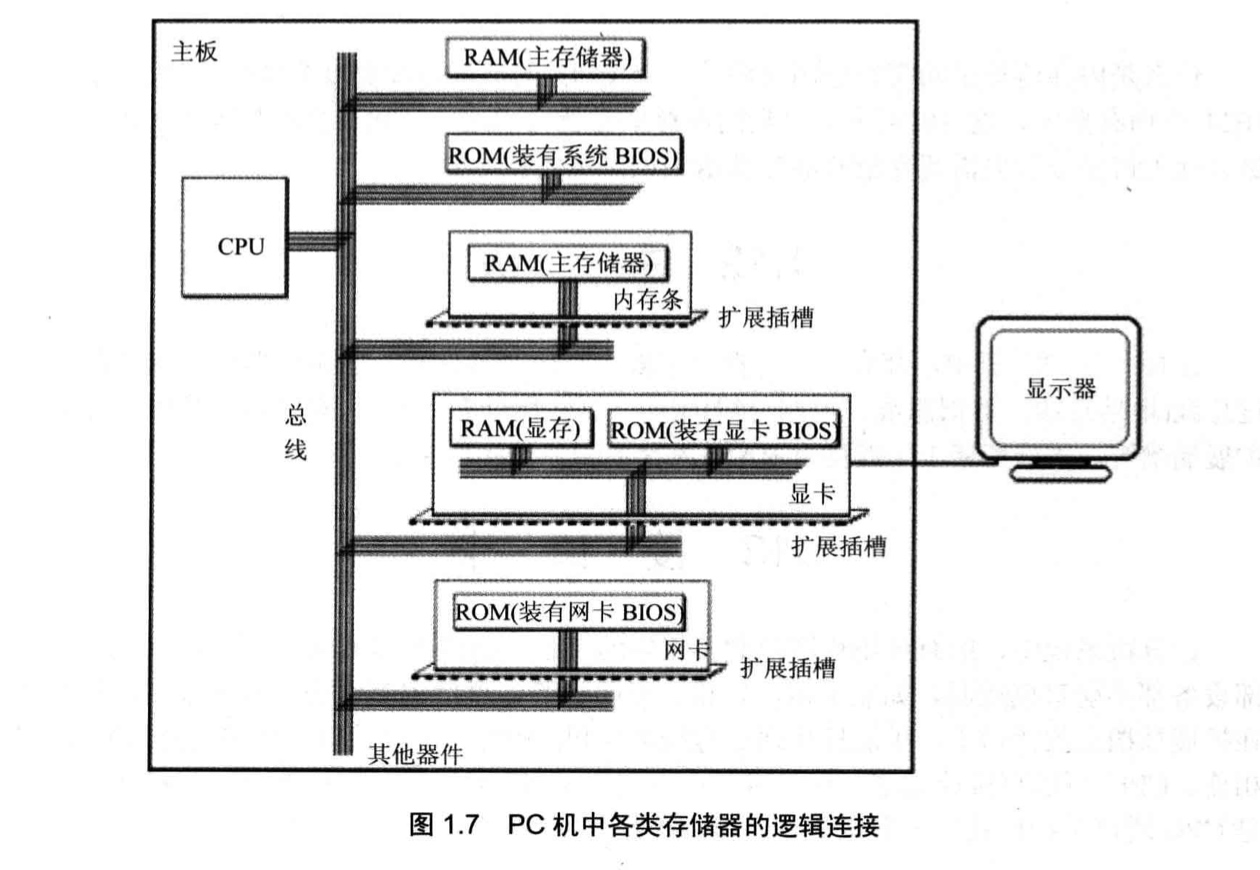 主板
RAM(主存储器)
ROM(装有系统 BIOS)
CPU
RAM(主存储器)
内存条
扩展插槽
显示器
总
线
RAM(显存)
ROM(装有显卡 BIOS)
显卡
扩展插槽
ROM(装有网卡 BIOS)
网卡
扩展插槽
其他器件
图 1.7 PC 机中各类存储器的逻辑连接